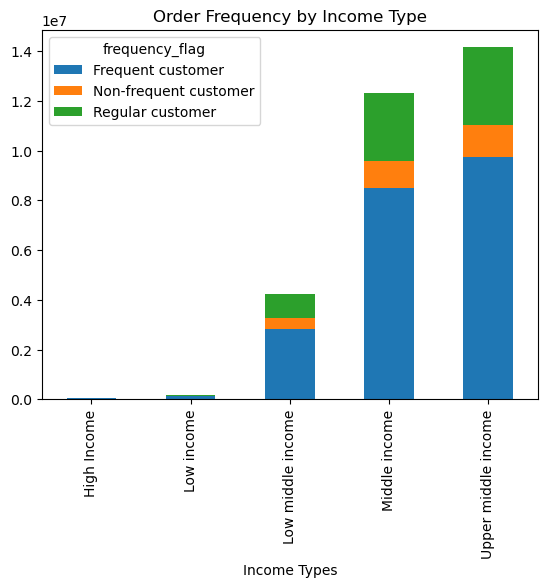 Order Frequency by Income Type
1e7
1.4
1.2
1.0
0.8
0.6
0.4
0.2
0.0
frequency_flag
Frequent customer
Non-frequent customer
Regular customer
High Income
Low income
Low middle income
Middle income
Upper middle income
Income Types